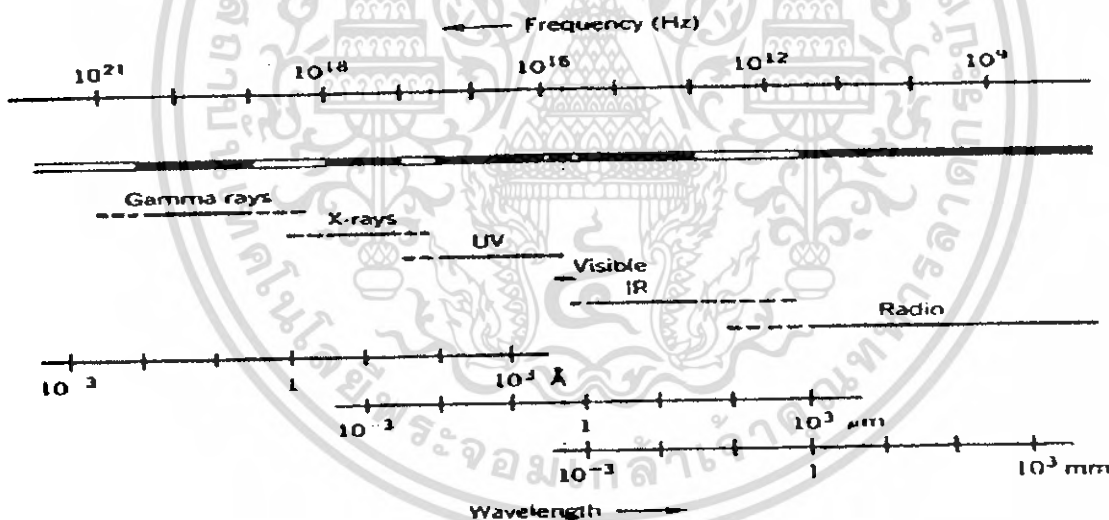 Frequency (Hz)
10²¹ 10¹⁸ 10¹⁶ 10¹² 10⁹
Gamma rays
X-rays
UV
Visible
IR
Radio
10⁻³ 1 10³ Å
10⁻³ 1 10³ μm
10⁻³ 1 10³ mm
Wavelength